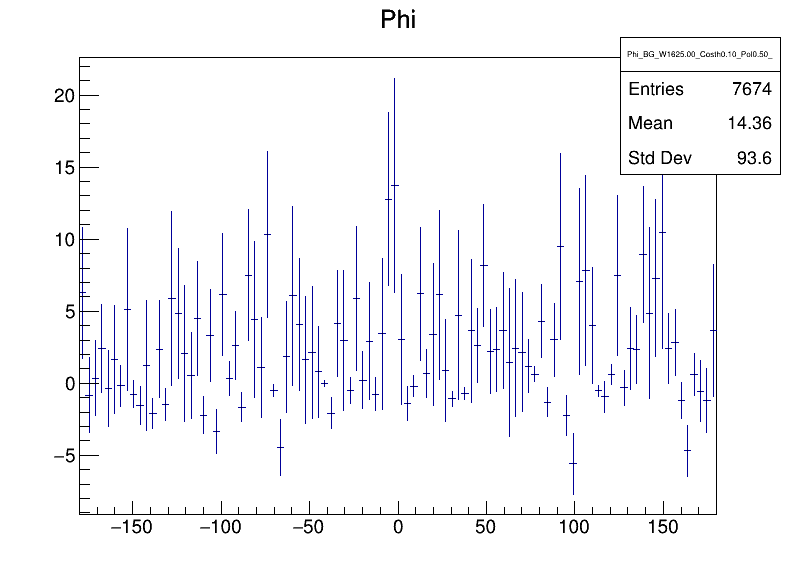 Phi
Phi_BG_W1625.00_Costh0.10_Pol0.50_
Entries 7674
Mean 14.36
Std Dev 93.6
20
15
10
5
0
−5
−150 −100 −50 0 50 100 150